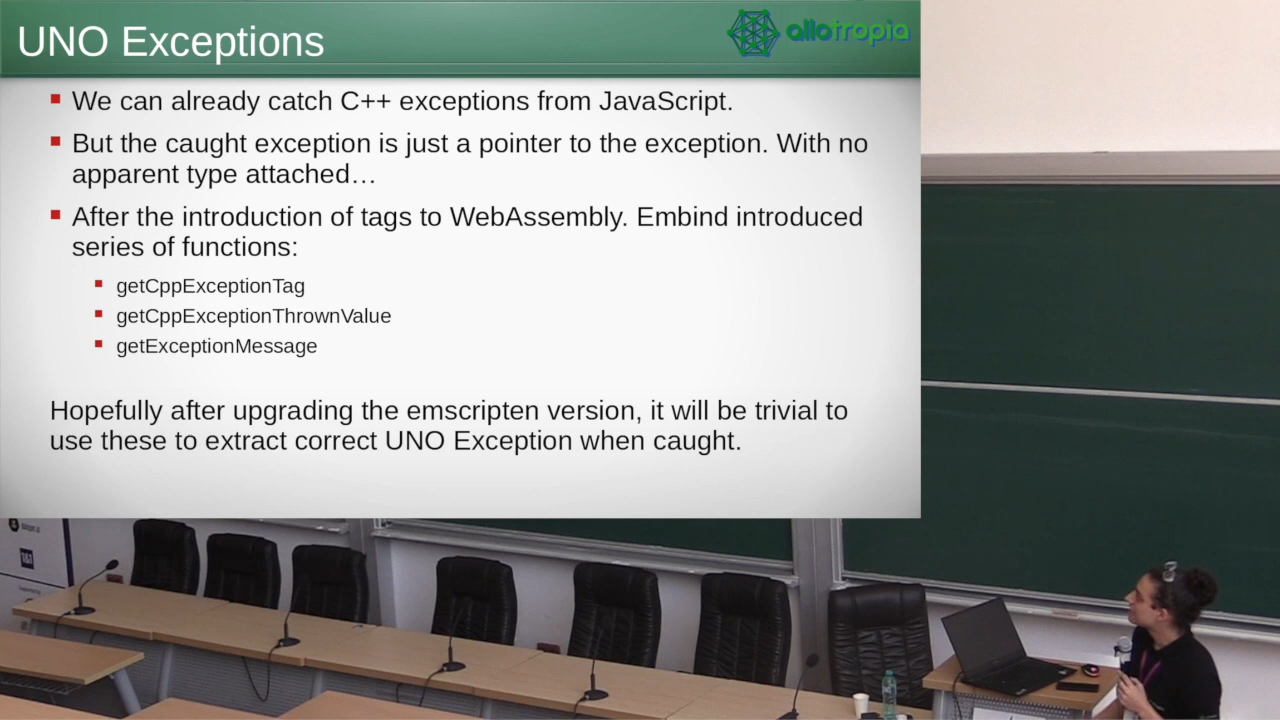 UNO Exceptions
allotropia
We can already catch C++ exceptions from JavaScript.
But the caught exception is just a pointer to the exception. With no
apparent type attached…
After the introduction of tags to WebAssembly. Embind introduced
series of functions:
getCppExceptionTag
getCppExceptionThrownValue
getExceptionMessage
Hopefully after upgrading the emscripten version, it will be trivial to
use these to extract correct UNO Exception when caught.
1&1